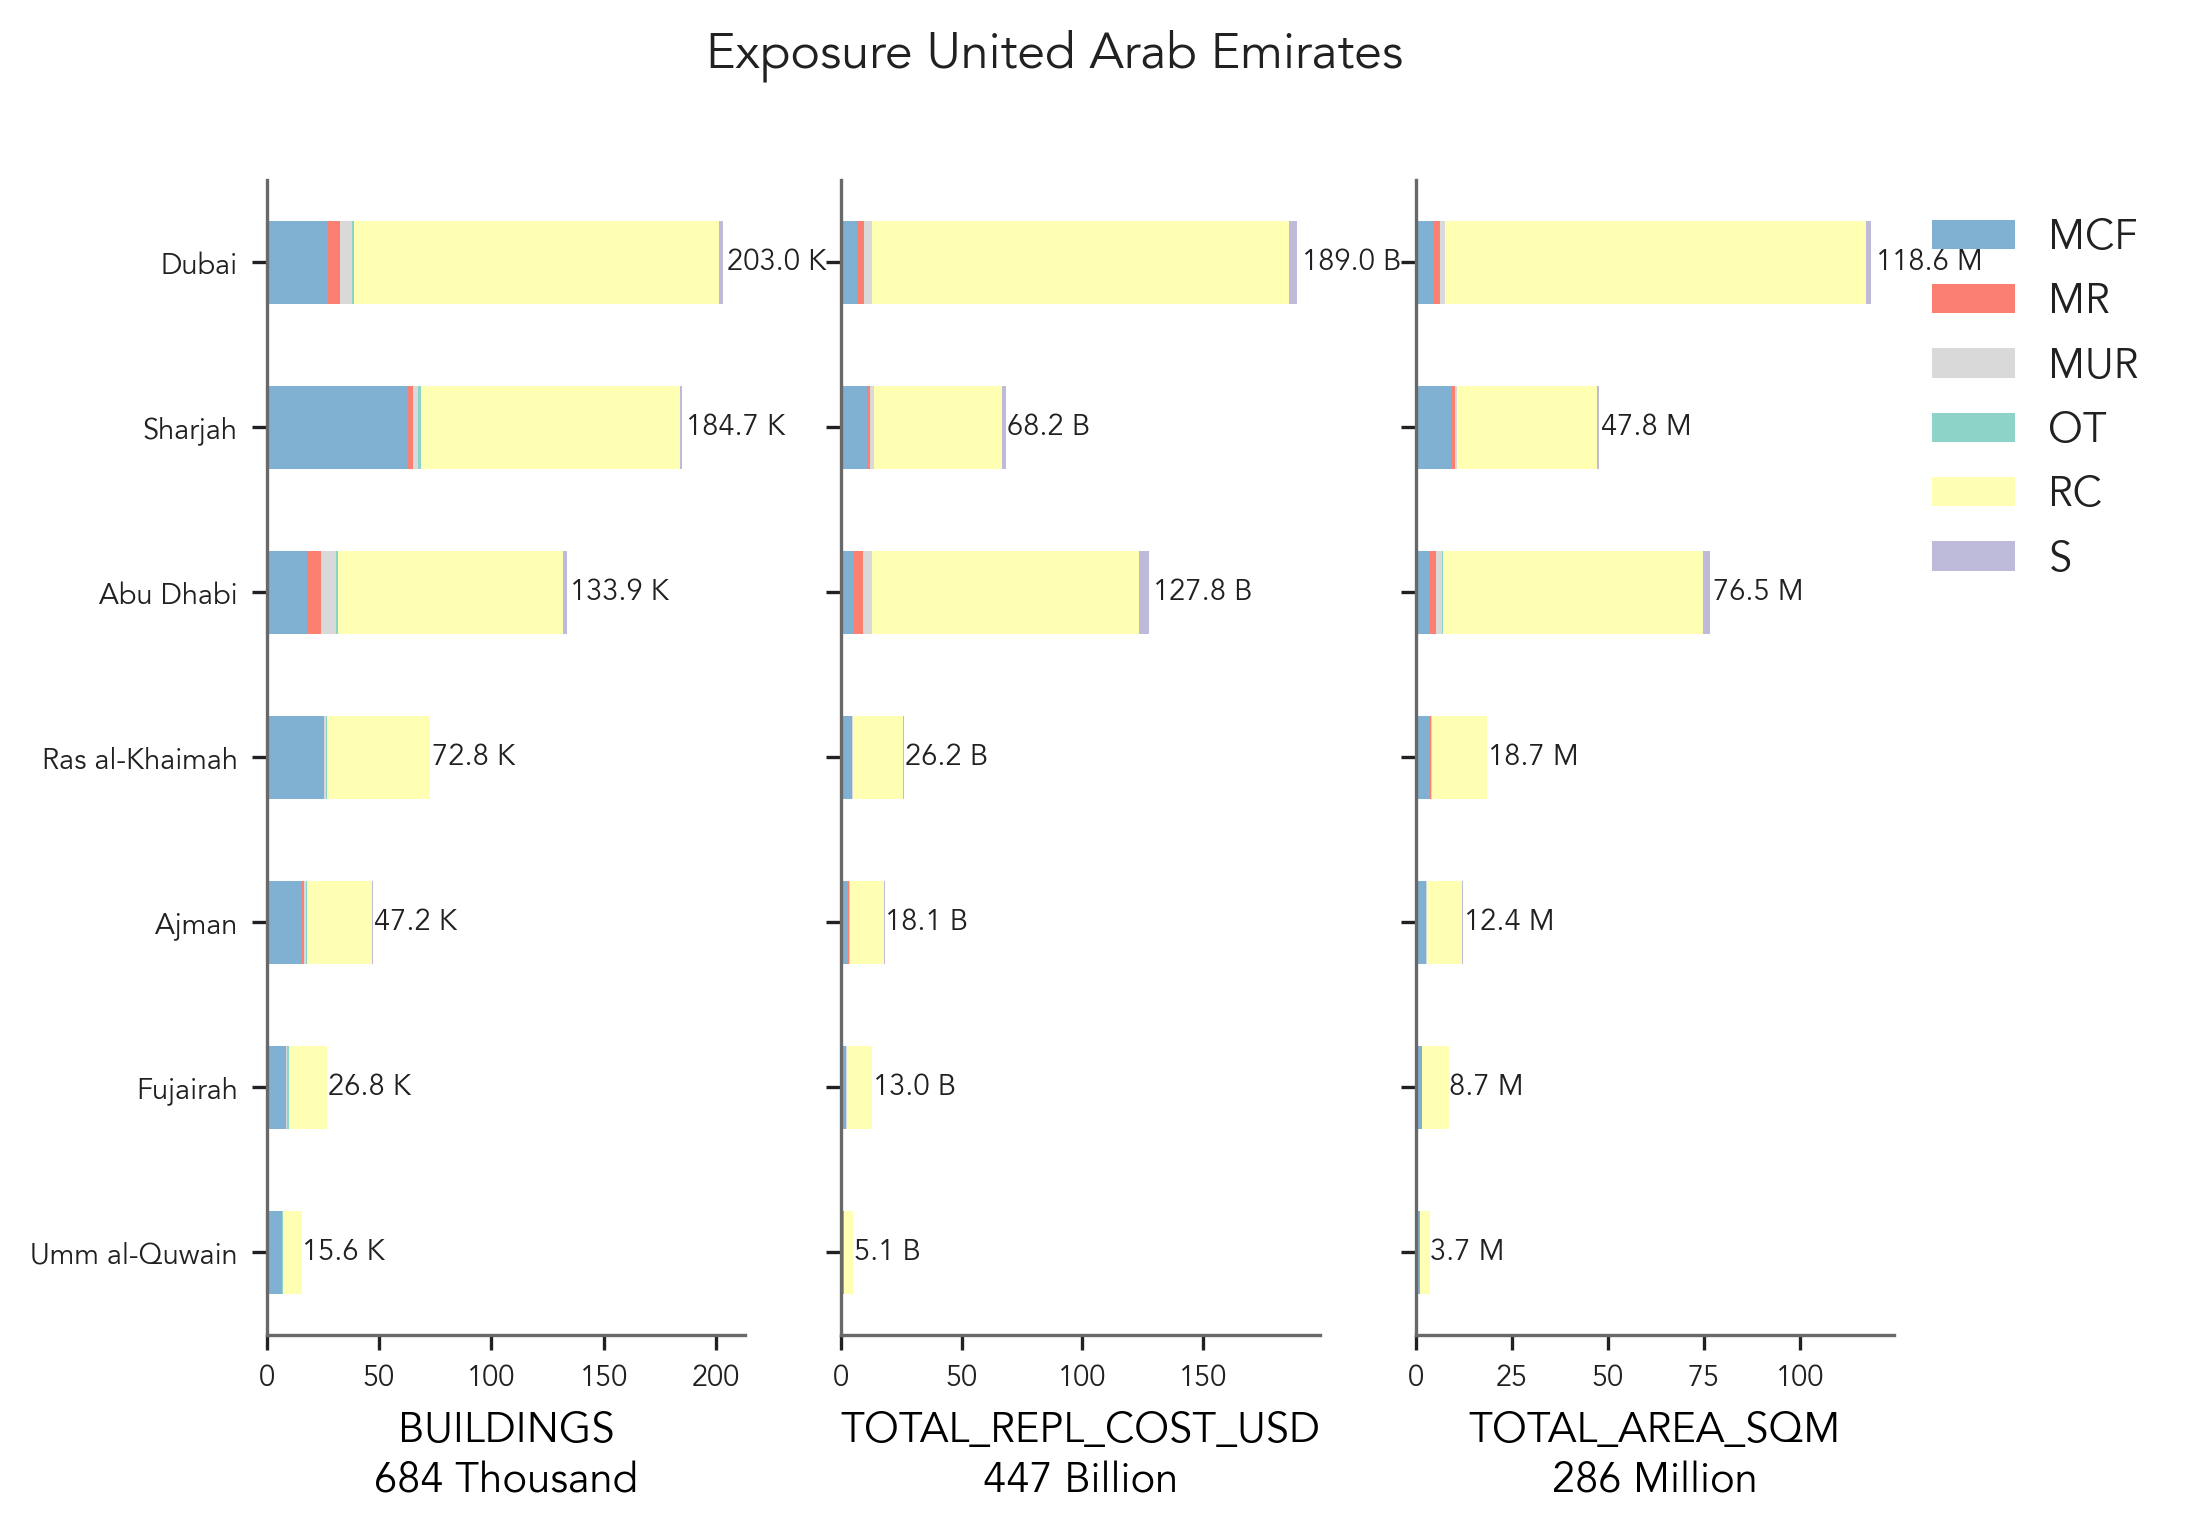 Exposure United Arab Emirates
Dubai
Sharjah
Abu Dhabi
Ras al-Khaimah
Ajman
Fujairah
Umm al-Quwain
203.0 K
184.7 K
133.9 K
72.8 K
47.2 K
26.8 K
15.6 K
0 50 100 150 200
BUILDINGS
684 Thousand
189.0 B
68.2 B
127.8 B
26.2 B
18.1 B
13.0 B
5.1 B
0 50 100 150
TOTAL_REPL_COST_USD
447 Billion
118.6 M
47.8 M
76.5 M
18.7 M
12.4 M
8.7 M
3.7 M
0 25 50 75 100
TOTAL_AREA_SQM
286 Million
MCF
MR
MUR
OT
RC
S